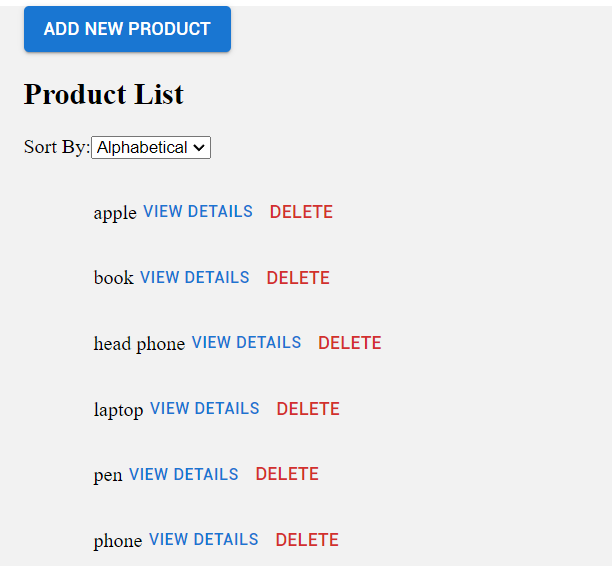 ADD NEW PRODUCT
Product List
Sort By: Alphabetical
apple VIEW DETAILS DELETE
book VIEW DETAILS DELETE
head phone VIEW DETAILS DELETE
laptop VIEW DETAILS DELETE
pen VIEW DETAILS DELETE
phone VIEW DETAILS DELETE